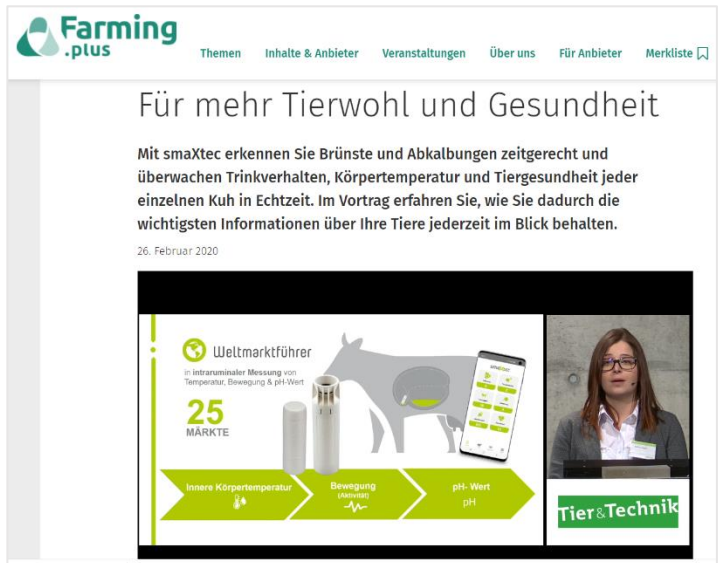 Farming
.plus
Themen Inhalte & Anbieter Veranstaltungen Über uns Für Anbieter Merkliste
Für mehr Tierwohl und Gesundheit
Mit smaXtec erkennen Sie Brünste und Abkalbungen zeitgerecht und
überwachen Trinkverhalten, Körpertemperatur und Tiergesundheit jeder
einzelnen Kuh in Echtzeit. Im Vortrag erfahren Sie, wie Sie dadurch die
wichtigsten Informationen über Ihre Tiere jederzeit im Blick behalten.
26. Februar 2020
Weltmarktführer
in intraruminaler Messung von
Temperatur, Bewegung & pH-Wert
25
MÄRKTE
Innere Körpertemperatur
Bewegung
(Aktivität)
pH- Wert
pH
Tier&Technik